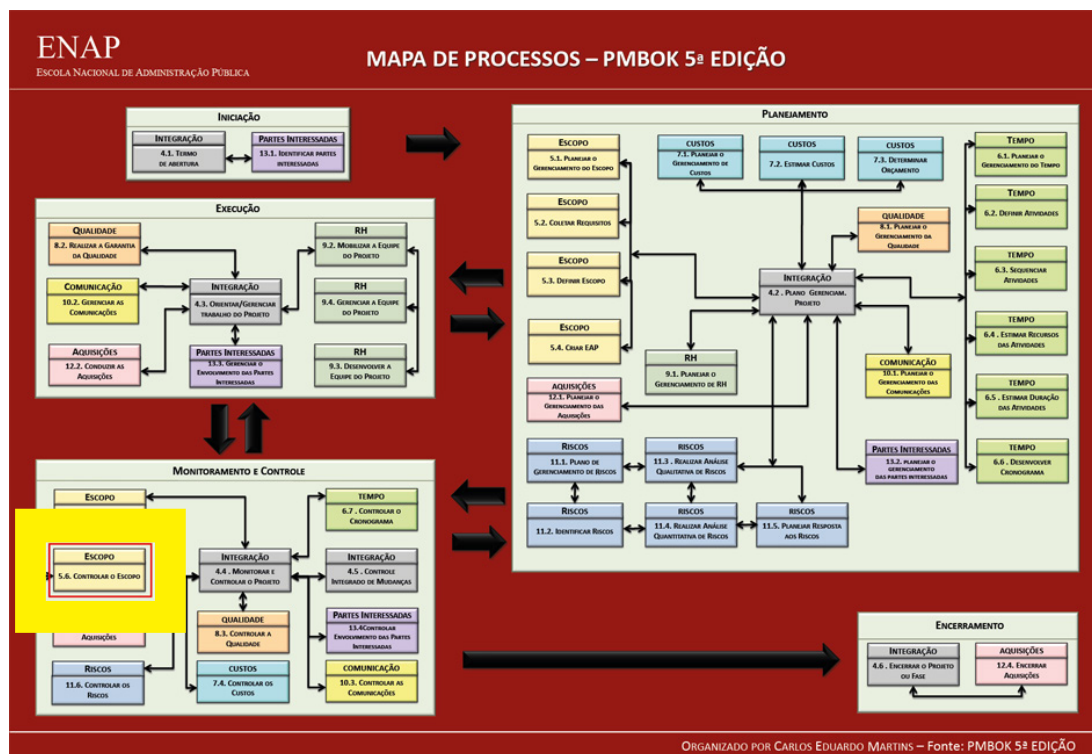 ENAP
ESCOLA NACIONAL DE ADMINISTRAÇÃO PÚBLICA
MAPA DE PROCESSOS – PMBOK 5ª EDIÇÃO
INICIAÇÃO
INTEGRAÇÃO
4.1. TERMO
DE ABERTURA
PARTES INTERESSADAS
13.1. IDENTIFICAR PARTES
INTERESSADAS
EXECUÇÃO
QUALIDADE
8.2. REALIZAR A GARANTIA
DA QUALIDADE
COMUNICAÇÃO
10.2. GERENCIAR AS
COMUNICAÇÕES
AQUISIÇÕES
12.2. CONDUZIR AS
AQUISIÇÕES
INTEGRAÇÃO
4.3. ORIENTAR/GERENCIAR
TRABALHO DO PROJETO
PARTES INTERESSADAS
13.3. GERENCIAR O
ENVOLVIMENTO DAS PARTES
INTERESSADAS
RH
9.2. MOBILIZAR A EQUIPE
DO PROJETO
RH
9.4. GERENCIAR A EQUIPE
DO PROJETO
RH
9.3. DESENVOLVER A
EQUIPE DO PROJETO
PLANEJAMENTO
ESCOPO
5.1. PLANEJAR O
GERENCIAMENTO DO ESCOPO
ESCOPO
5.2. COLETAR REQUISITOS
ESCOPO
5.3. DEFINIR ESCOPO
ESCOPO
5.4. CRIAR EAP
AQUISIÇÕES
12.1. PLANEJAR O
GERENCIAMENTO DAS
AQUISIÇÕES
CUSTOS
7.1. PLANEJAR O
GERENCIAMENTO DE
CUSTOS
CUSTOS
7.2. ESTIMAR CUSTOS
CUSTOS
7.3. DETERMINAR
ORÇAMENTO
QUALIDADE
8.1. PLANEJAR O
GERENCIAMENTO DA
QUALIDADE
INTEGRAÇÃO
4.2. PLANO GERENCIAM.
PROJETO
RH
9.1. PLANEJAR O
GERENCIAMENTO DE RH
COMUNICAÇÃO
10.1. PLANEJAR O
GERENCIAMENTO DAS
COMUNICAÇÕES
PARTES INTERESSADAS
13.2. PLANEJAR O
GERENCIAMENTO
DAS PARTES INTERESSADAS
TEMPO
6.1. PLANEJAR O
GERENCIAMENTO DO TEMPO
TEMPO
6.2. DEFINIR ATIVIDADES
TEMPO
6.3. SEQUENCIAR
ATIVIDADES
TEMPO
6.4 . ESTIMAR RECURSOS
DAS ATIVIDADES
TEMPO
6.5 . ESTIMAR DURAÇÃO
DAS ATIVIDADES
TEMPO
6.6 . DESENVOLVER
CRONOGRAMA
RISCOS
11.1. PLANO DE
GERENCIAMENTO DE RISCOS
RISCOS
11.3 . REALIZAR ANÁLISE
QUALITATIVA DE RISCOS
RISCOS
11.2. IDENTIFICAR RISCOS
RISCOS
11.4. REALIZAR ANÁLISE
QUANTITATIVA DE RISCOS
RISCOS
11.5. PLANEJAR RESPOSTA
AOS RISCOS
MONITORAMENTO E CONTROLE
ESCOPO
ESCOPO
5.6. CONTROLAR O ESCOPO
AQUISIÇÕES
RISCOS
11.6. CONTROLAR OS
RISCOS
INTEGRAÇÃO
4.4 . MONITORAR E
CONTROLAR O PROJETO
QUALIDADE
8.3. CONTROLAR A
QUALIDADE
CUSTOS
7.4. CONTROLAR OS
CUSTOS
TEMPO
6.7 . CONTROLAR O
CRONOGRAMA
INTEGRAÇÃO
4.5 . CONTROLE
INTEGRADO DE MUDANÇAS
PARTES INTERESSADAS
13.4CONTROLAR
ENVOLVIMENTO DAS PARTES
INTERESSADAS
COMUNICAÇÃO
10.3. CONTROLAR AS
COMUNICAÇÕES
ENCERRAMENTO
INTEGRAÇÃO
4.6 . ENCERRAR O PROJETO
OU FASE
AQUISIÇÕES
12.4. ENCERRAR
AQUISIÇÕES
ORGANIZADO POR CARLOS EDUARDO MARTINS – Fonte: PMBOK 5ª EDIÇÃO